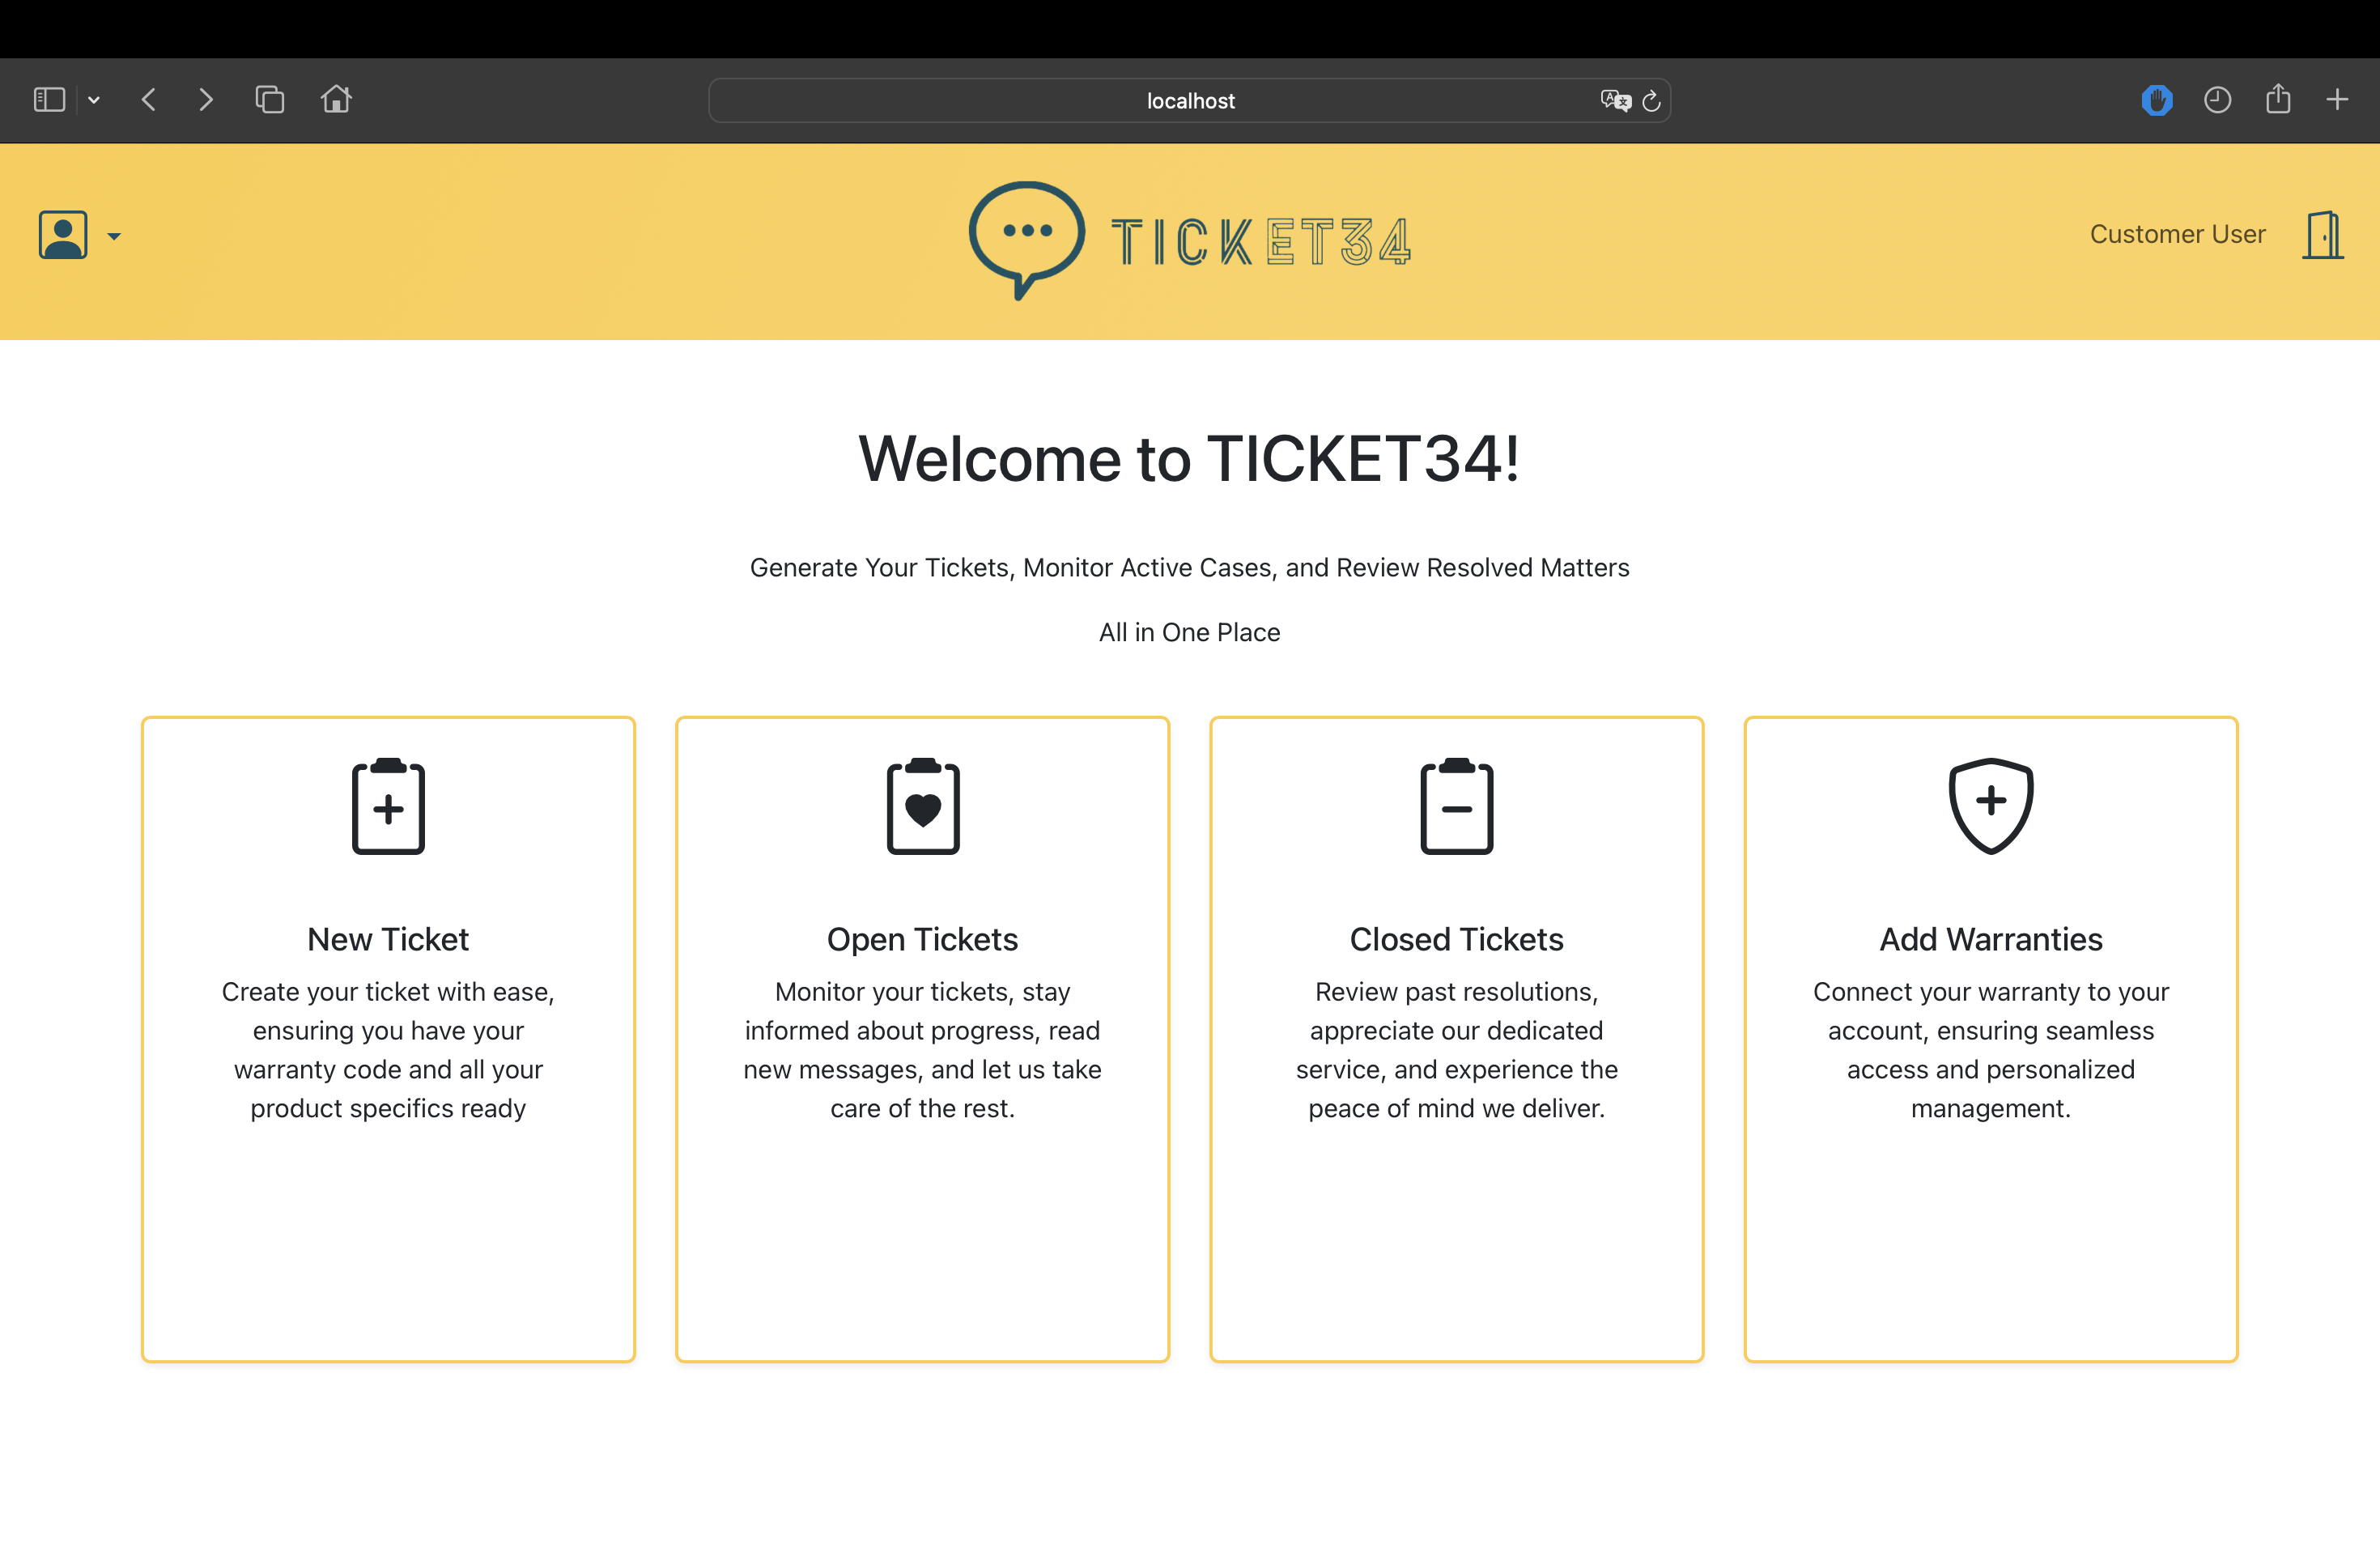 localhost
TICKET34
Customer User
Welcome to TICKET34!
Generate Your Tickets, Monitor Active Cases, and Review Resolved Matters
All in One Place
New Ticket
Create your ticket with ease,
ensuring you have your
warranty code and all your
product specifics ready
Open Tickets
Monitor your tickets, stay
informed about progress, read
new messages, and let us take
care of the rest.
Closed Tickets
Review past resolutions,
appreciate our dedicated
service, and experience the
peace of mind we deliver.
Add Warranties
Connect your warranty to your
account, ensuring seamless
access and personalized
management.